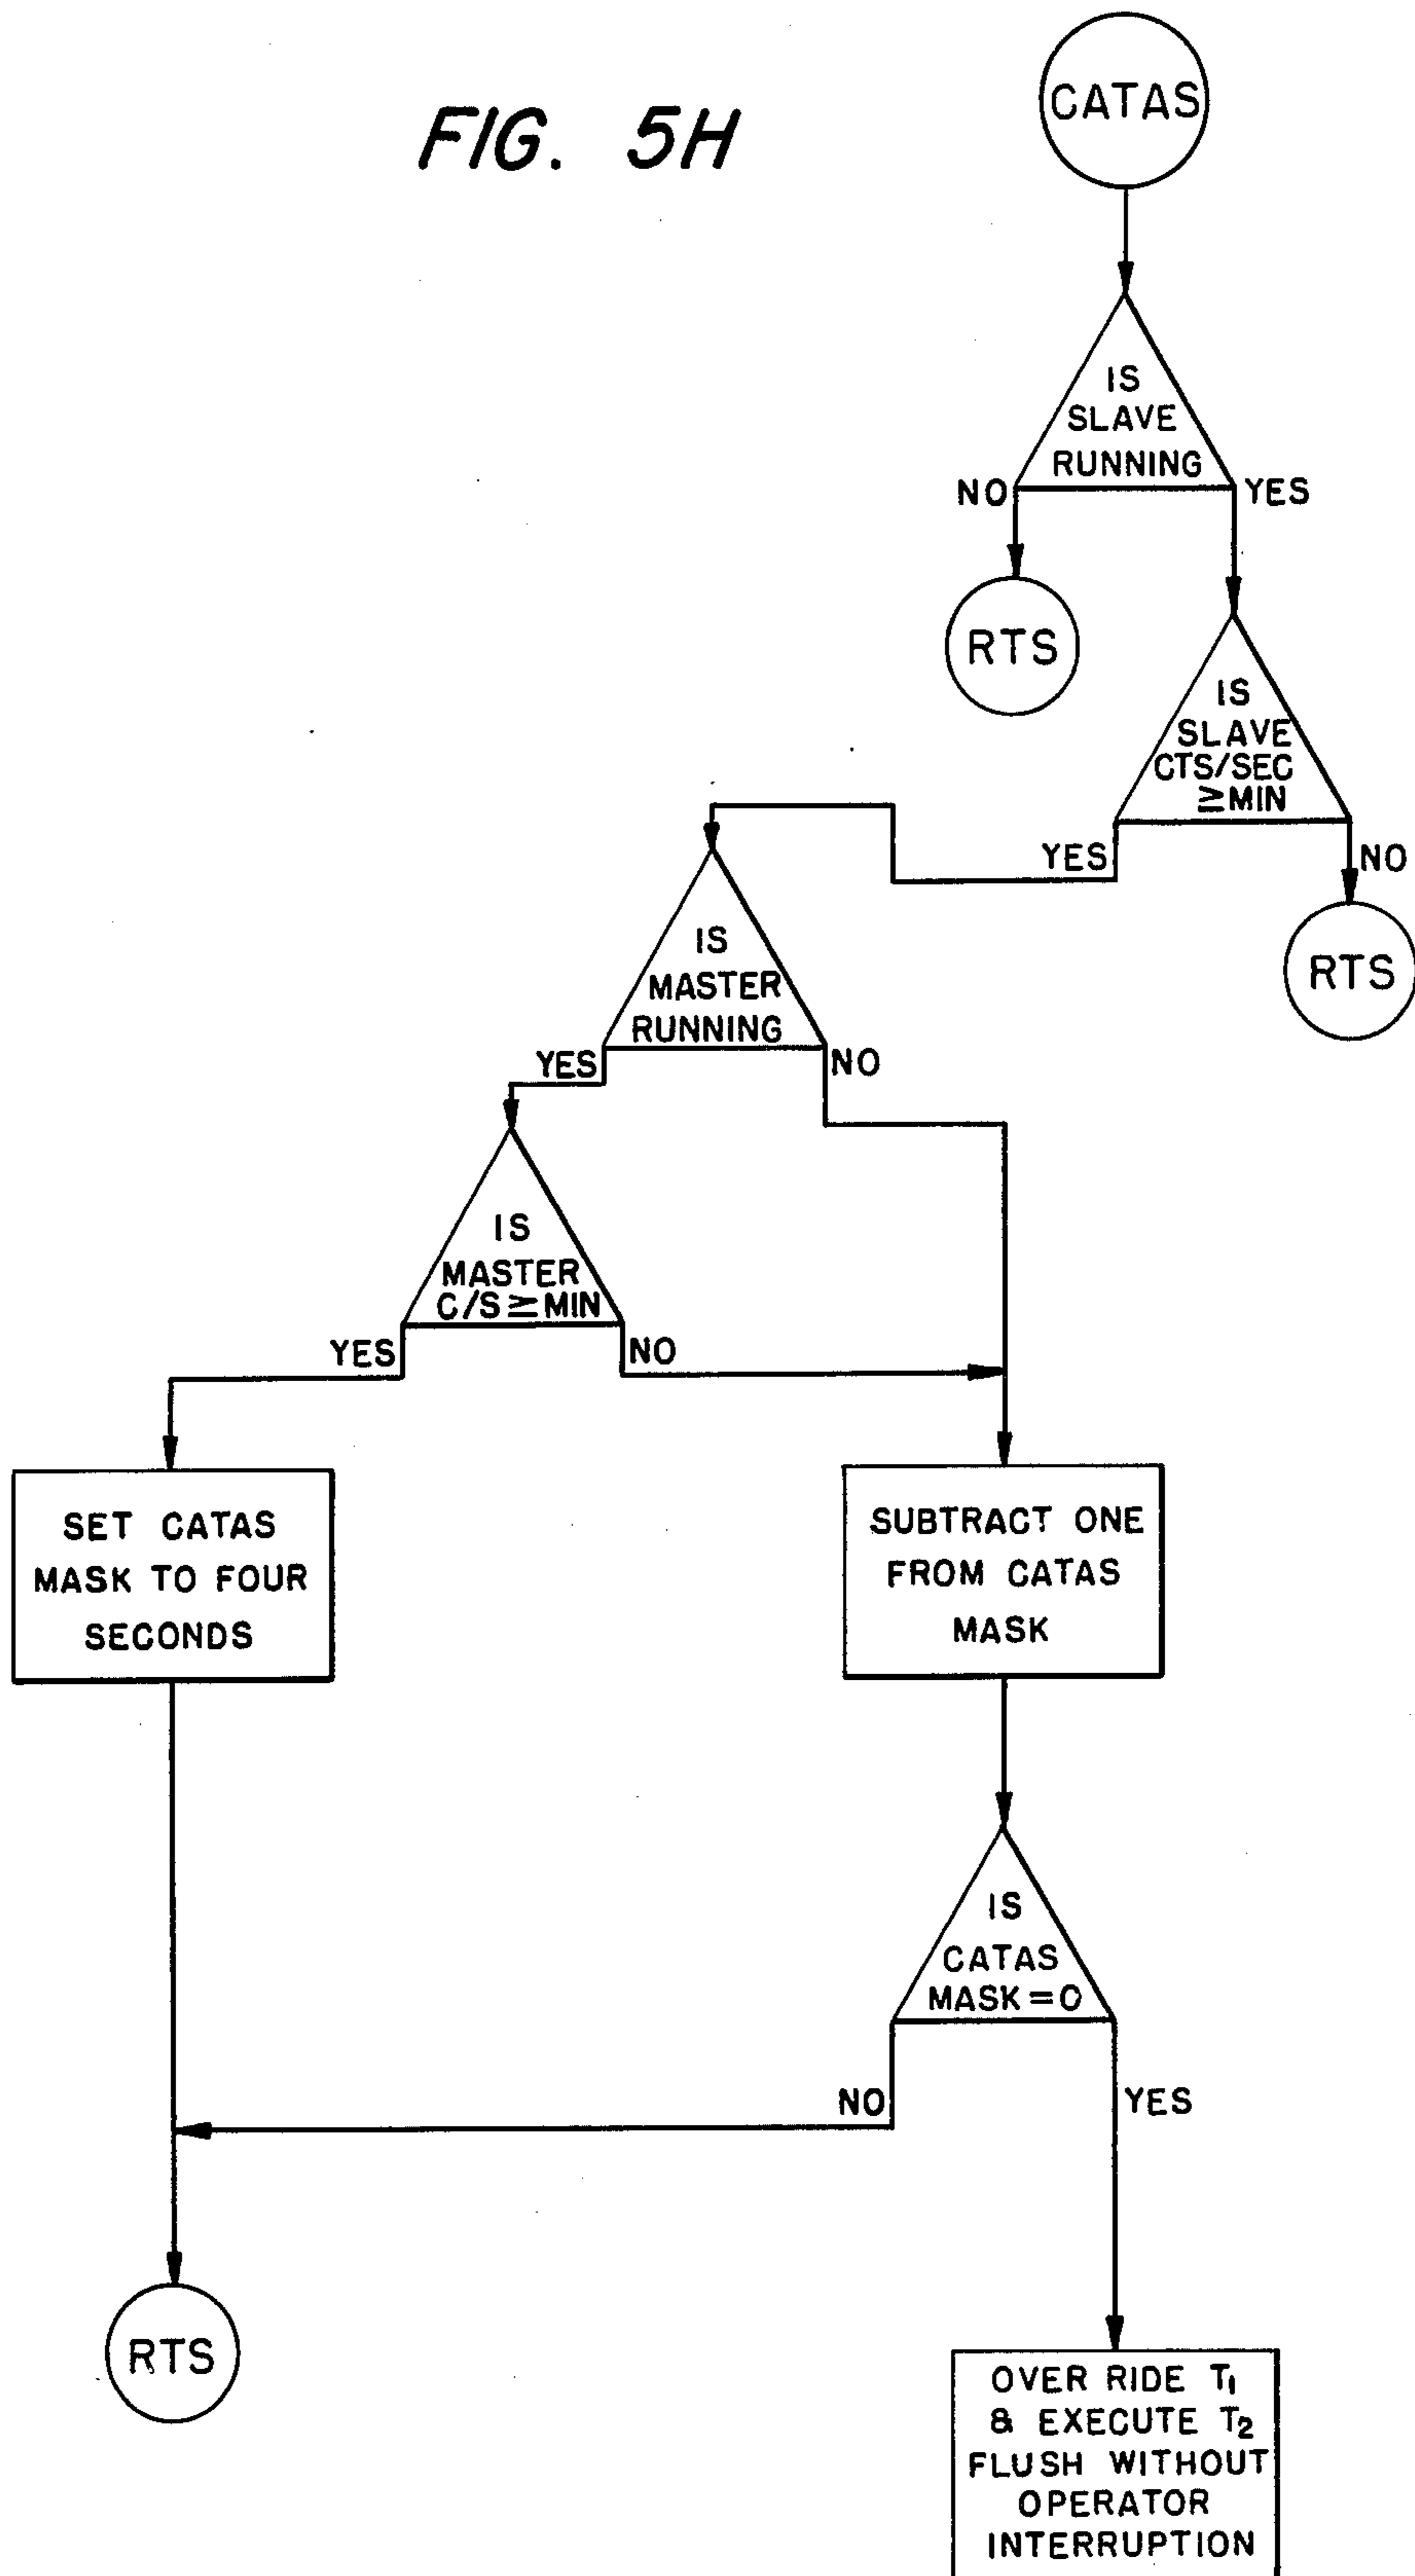 FIG. 5H
CATAS
IS
SLAVE
RUNNING
NO
YES
RTS
IS
SLAVE
CTS/SEC
≥MIN
YES
NO
RTS
IS
MASTER
RUNNING
YES
NO
IS
MASTER
C/S≥MIN
YES
NO
SET CATAS
MASK TO FOUR
SECONDS
SUBTRACT ONE
FROM CATAS
MASK
IS
CATAS
MASK=0
NO
YES
RTS
OVER RIDE T₁
& EXECUTE T₂
FLUSH WITHOUT
OPERATOR
INTERRUPTION